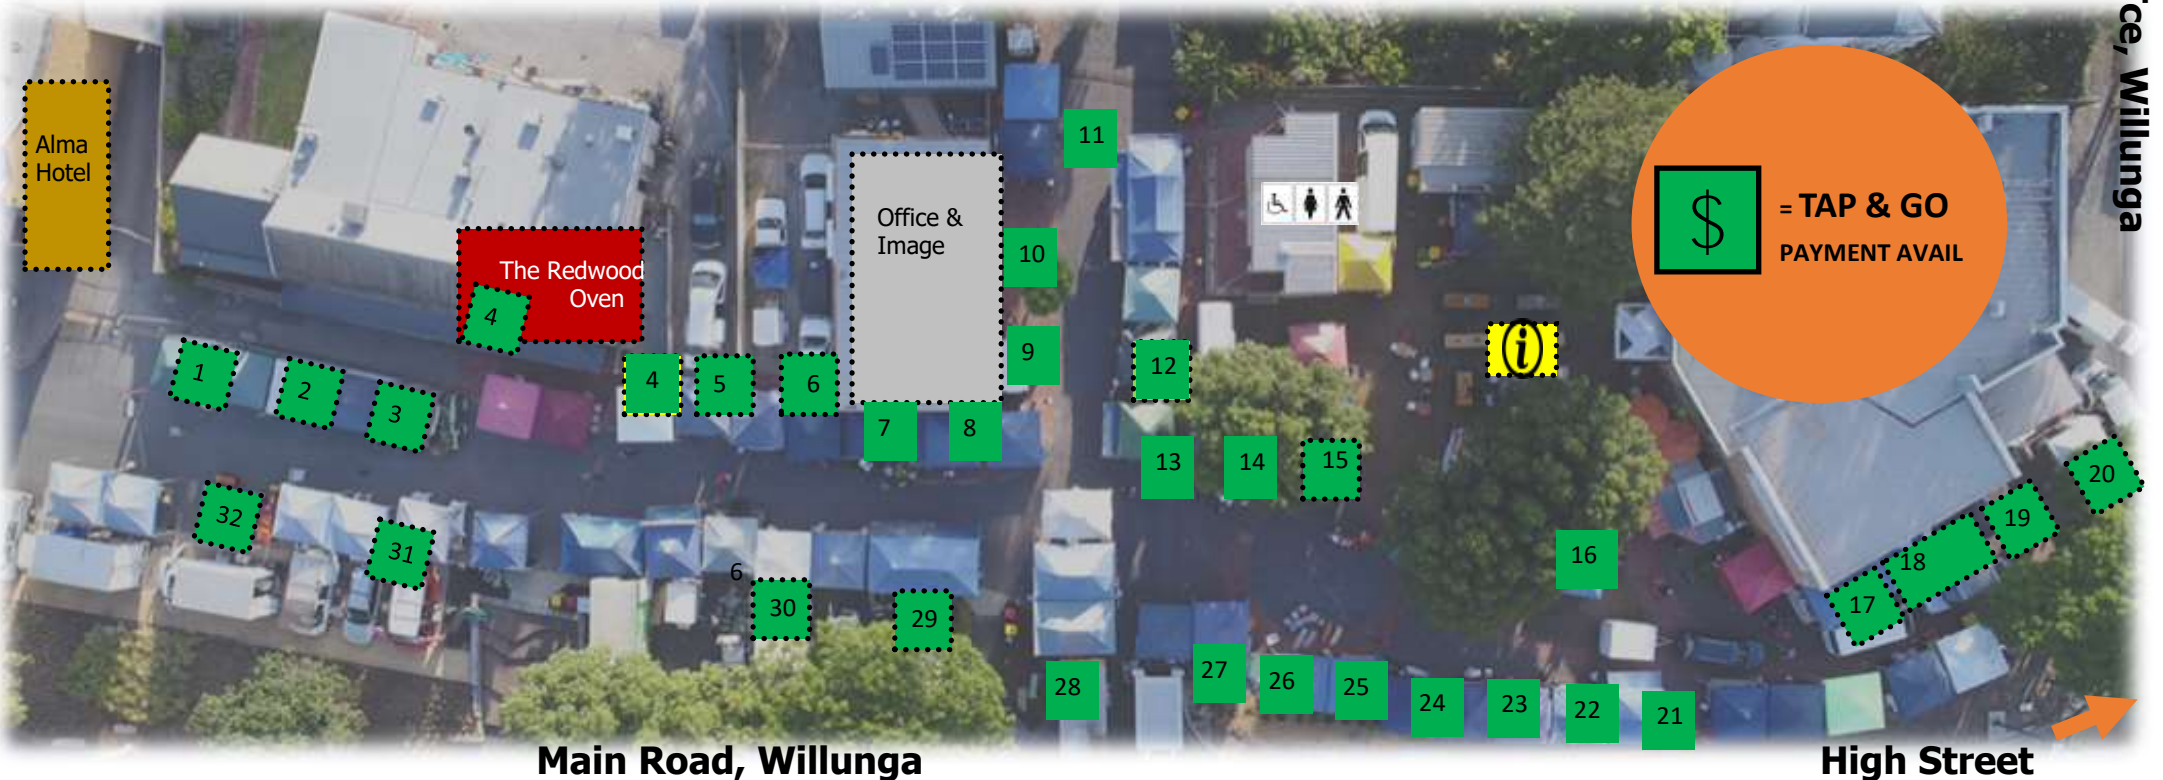 ce, Willunga
Alma
Hotel
11
Office &
Image
$
= TAP & GO
PAYMENT AVAIL
10
The Redwood
Oven
4
9
i
12
1
2
3
4
5
6
7
8
13
14
15
20
32
31
19
16
18
6
30
29
17
28
27
26
25
24
23
22
21
Main Road, Willunga
High Street